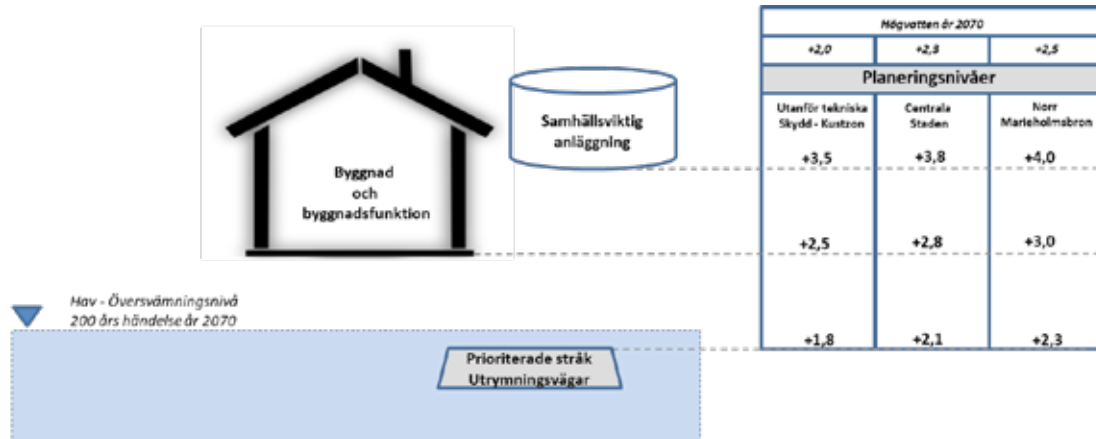 Högvatten år 2070
+2,0 +2,3 +2,5
Planeringsnivåer
Utanför tekniska
Skydd - Kustzon
Centrala
Staden
Norr
Marieholmsbron
Samhällsviktig
anläggning
+3,5 +3,8 +4,0
Byggnad
och
byggnadsfunktion
+2,5 +2,8 +3,0
Hav - Översvämningsnivå
200 års händelse år 2070
+1,8 +2,1 +2,3
Prioriterade stråk
Utrymningsvägar